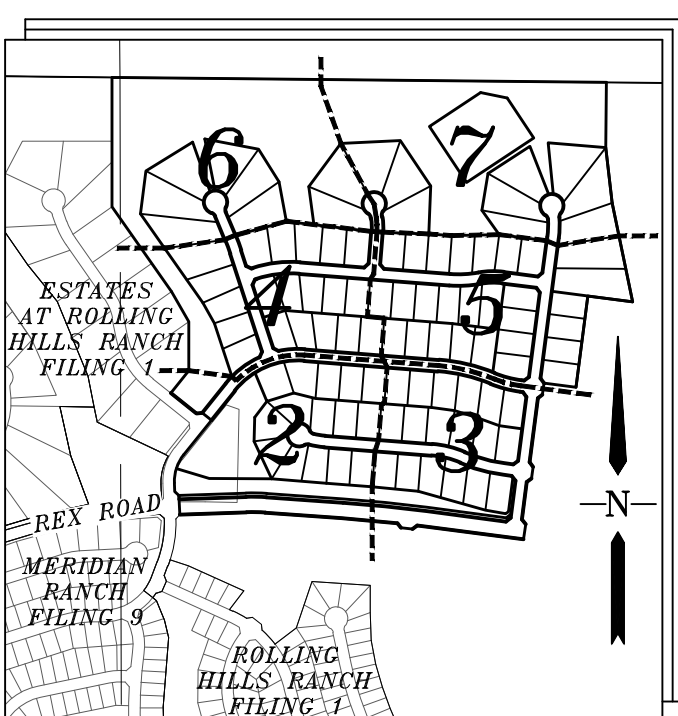 6
7
ESTATES
AT ROLLING
HILLS RANCH
FILING 1
4
5
2
3
REX ROAD
N
MERIDIAN
RANCH
FILING 9
ROLLING
HILLS RANCH
FILING 1